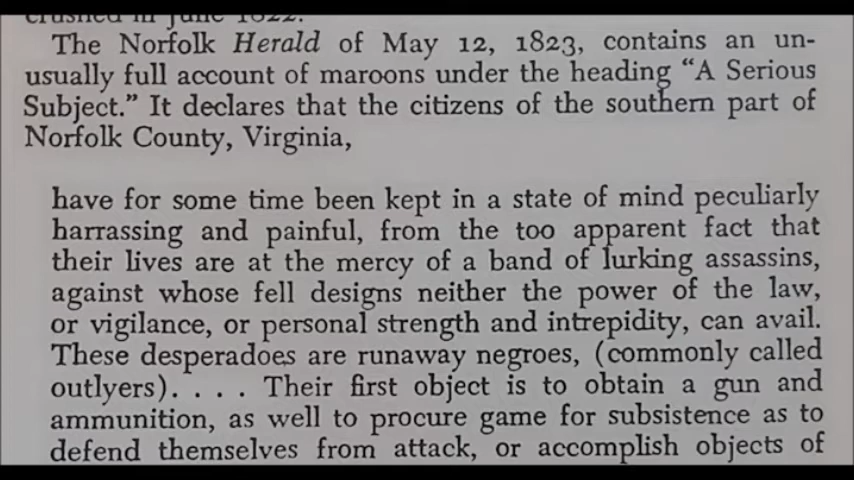 crushed in June 1822.
The Norfolk Herald of May 12, 1823, contains an un-
usually full account of maroons under the heading “A Serious
Subject.” It declares that the citizens of the southern part of
Norfolk County, Virginia,
have for some time been kept in a state of mind peculiarly
harrassing and painful, from the too apparent fact that
their lives are at the mercy of a band of lurking assassins,
against whose fell designs neither the power of the law,
or vigilance, or personal strength and intrepidity, can avail.
These desperadoes are runaway negroes, (commonly called
outlyers). . . . Their first object is to obtain a gun and
ammunition, as well to procure game for subsistence as to
defend themselves from attack, or accomplish objects of